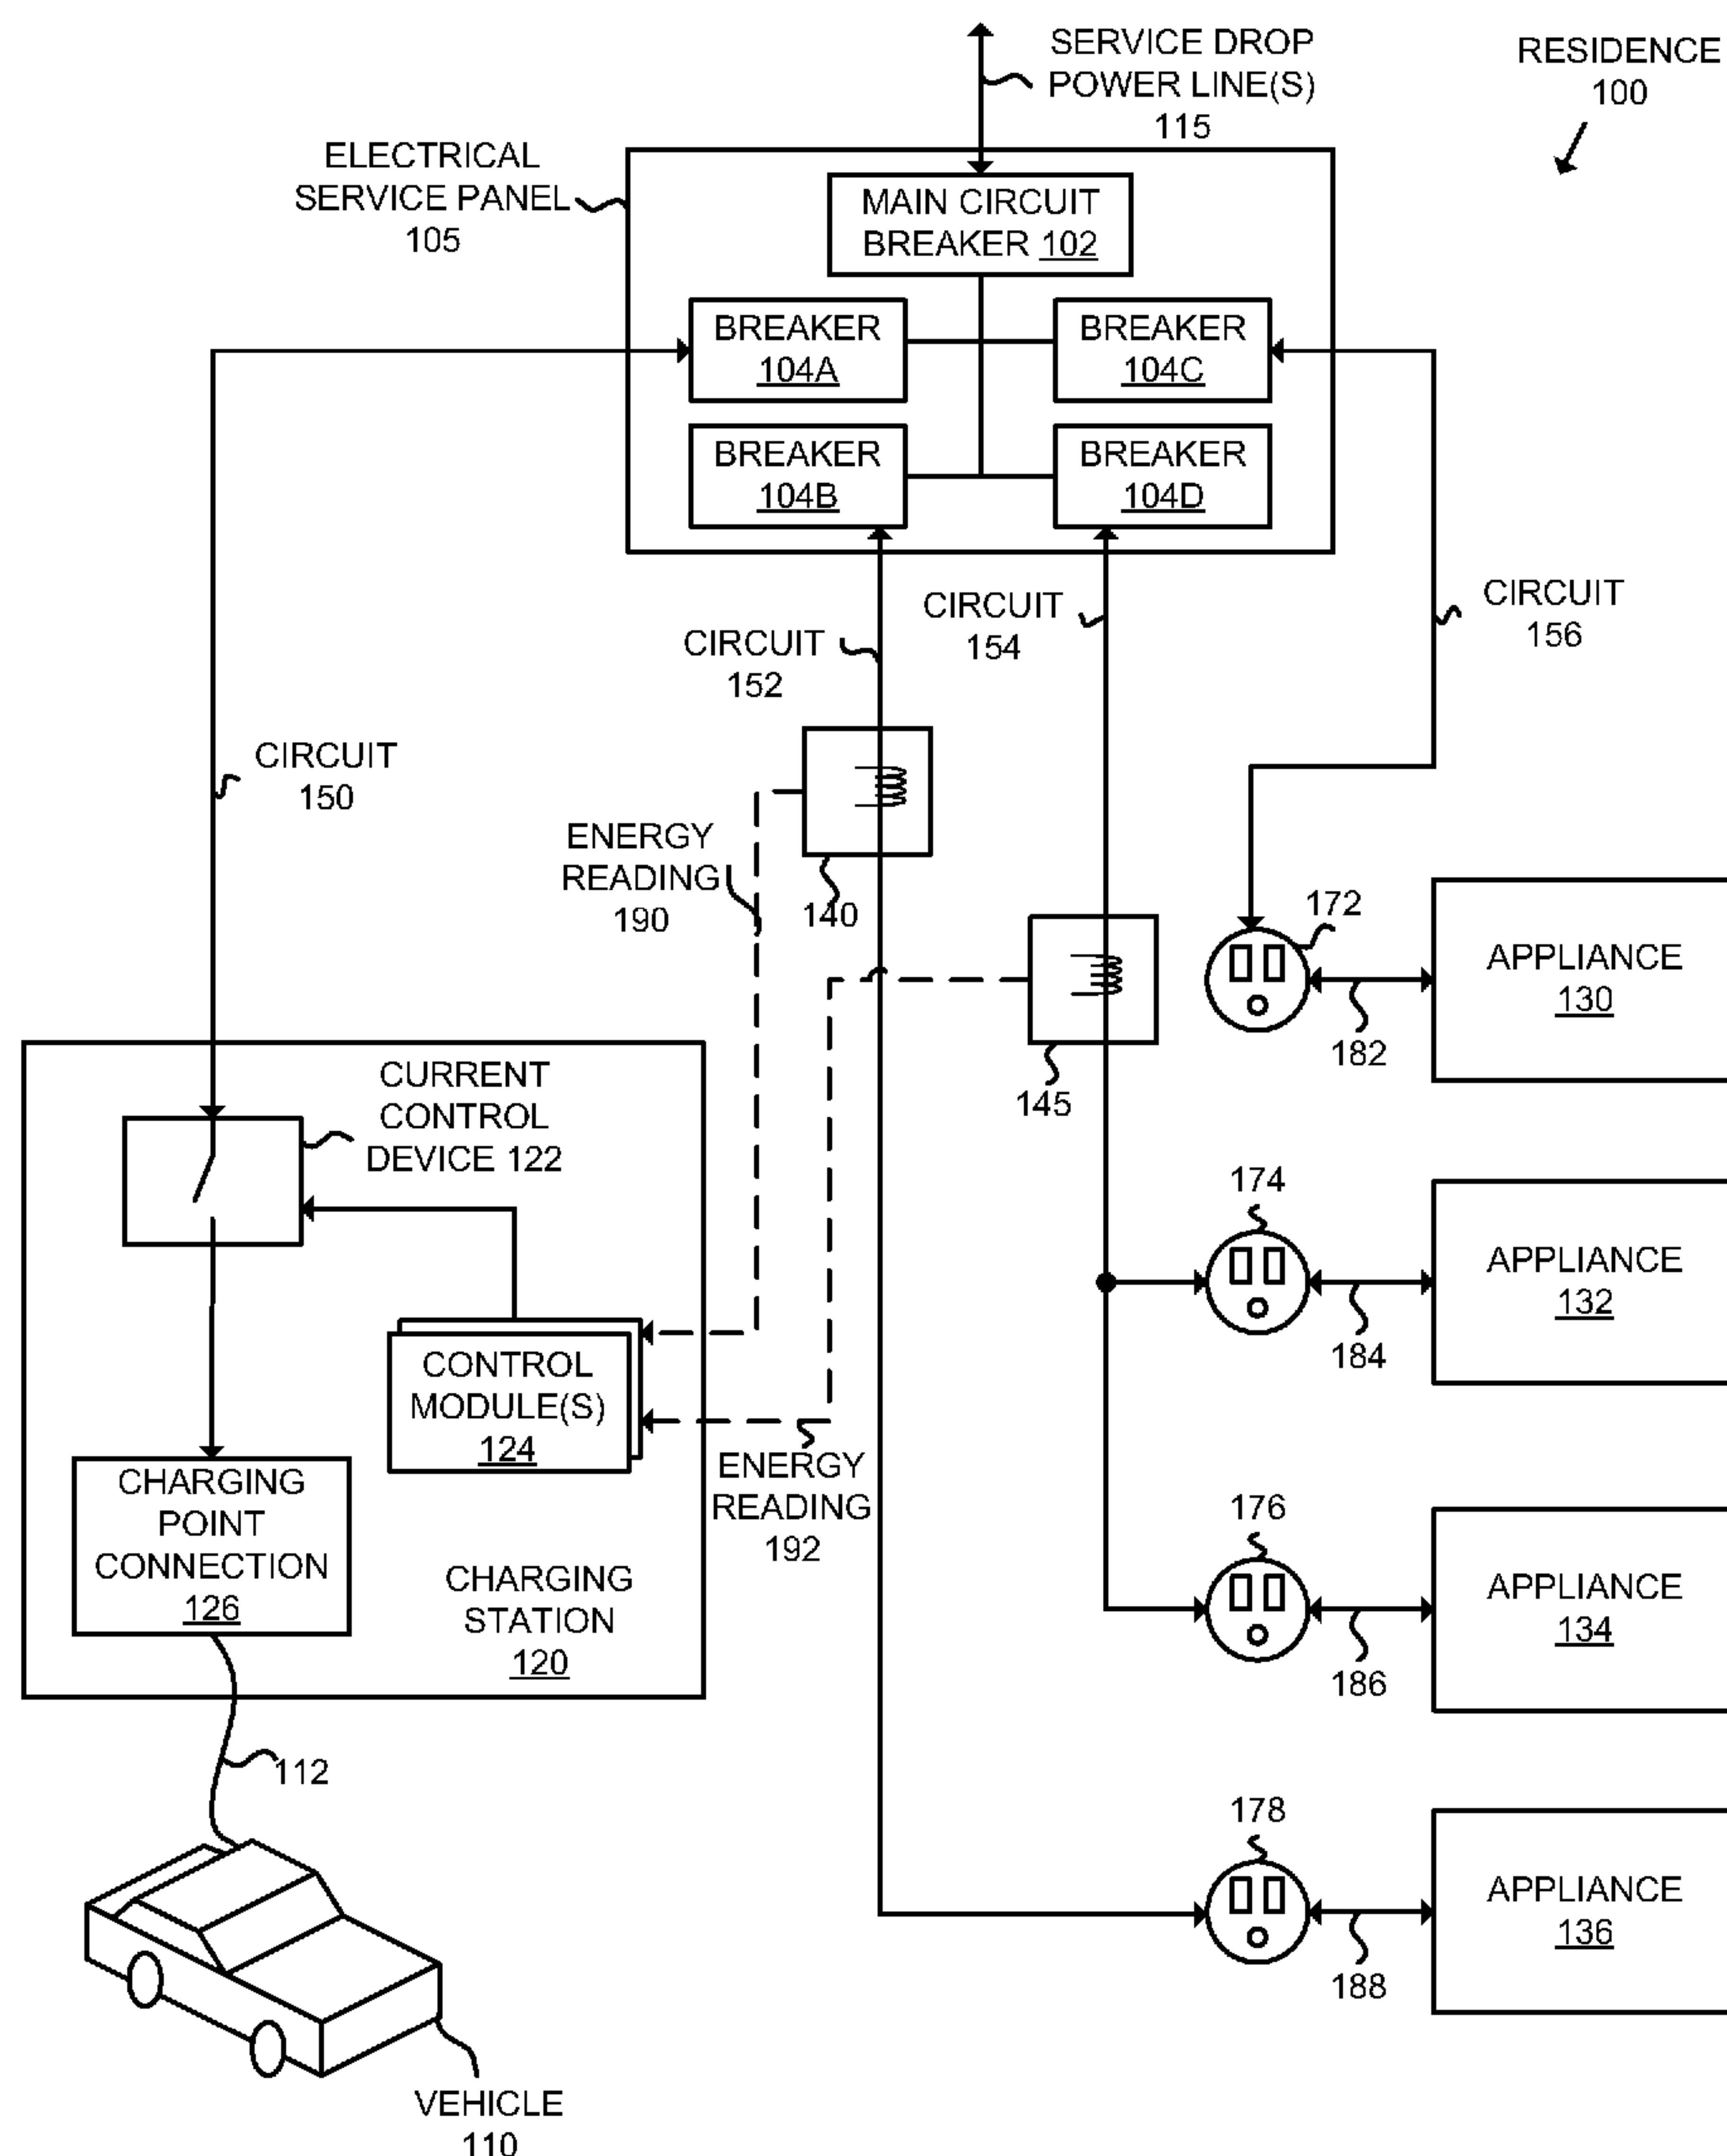 SERVICE DROP
POWER LINE(S)
115
RESIDENCE
100
ELECTRICAL
SERVICE PANEL
105
MAIN CIRCUIT
BREAKER 102
BREAKER
104A
BREAKER
104C
BREAKER
104B
BREAKER
104D
CIRCUIT
154
CIRCUIT
156
CIRCUIT
152
CIRCUIT
150
ENERGY
READING
190
140
172
APPLIANCE
130
182
145
CURRENT
CONTROL
DEVICE 122
174
APPLIANCE
132
184
CONTROL
MODULE(S)
124
ENERGY
READING
192
CHARGING
POINT
CONNECTION
126
CHARGING
STATION
120
176
APPLIANCE
134
186
112
178
APPLIANCE
136
188
VEHICLE
110